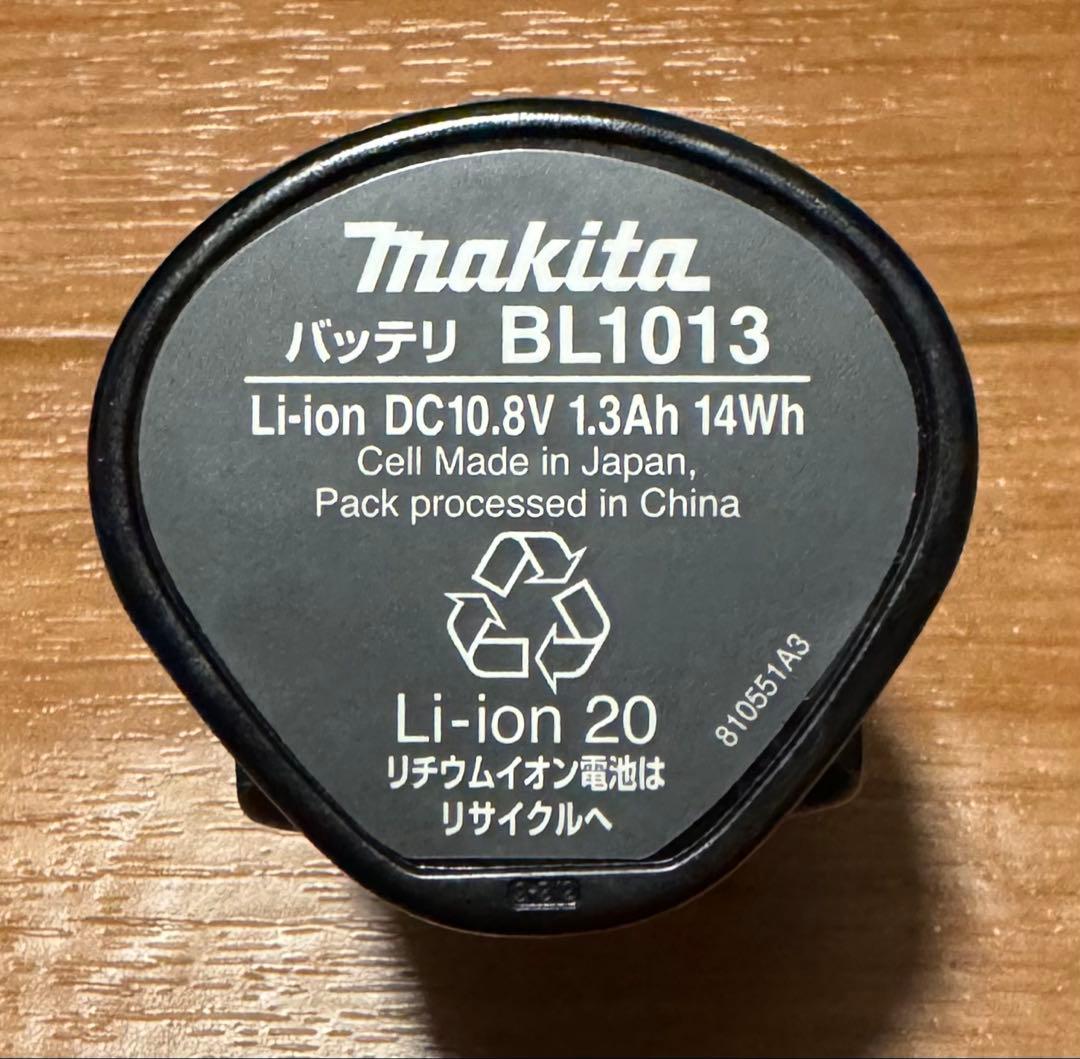 makita
バッテリ BL1013
Li-ion DC10.8V 1.3Ah 14Wh
Cell Made in Japan,
Pack processed in China
Li-ion 20
リチウムイオン電池は
リサイクルへ
810551A3